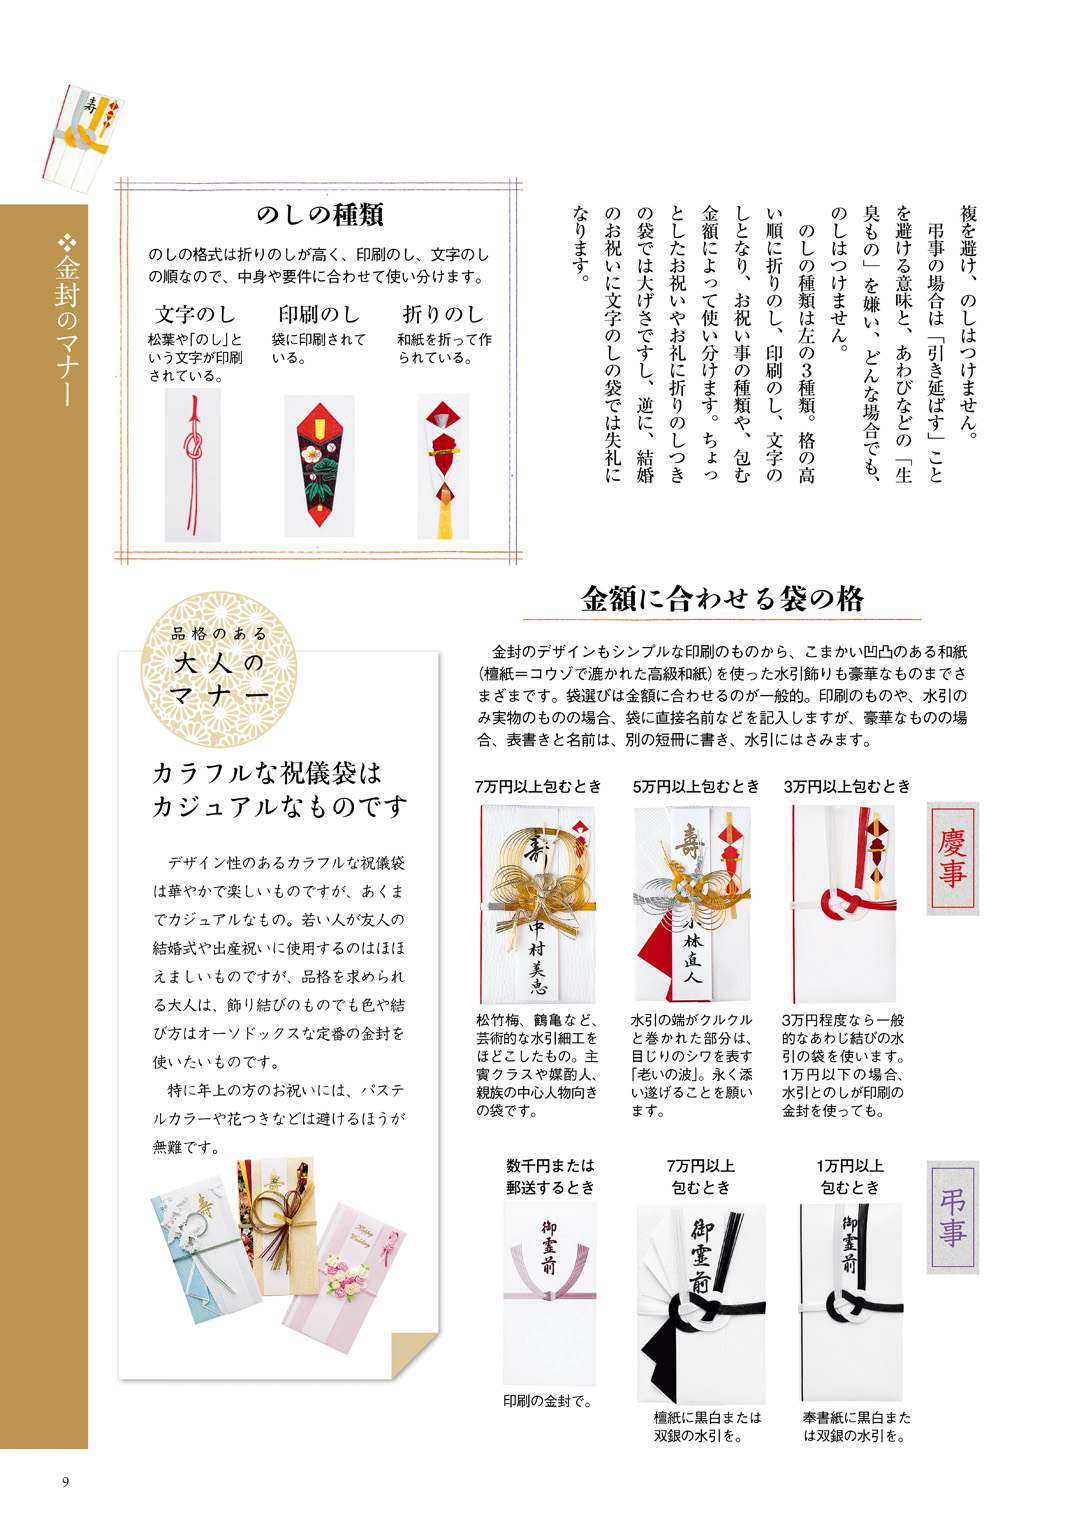 ❖金封のマナー
複を避け、のしはつけません。
弔事の場合は「引き延ばす」こと
を避ける意味と、あわびなどの「生
臭もの」を嫌い、どんな場合でも、
のしはつけません。
のしの種類は左の3種類。格の高
い順に折りのし、印刷のし、文字の
しとなり、お祝い事の種類や、包む
金額によって使い分けます。ちょっ
としたお祝いやお礼に折りのしつき
の袋では大げさですし、逆に、結婚
のお祝いに文字のしの袋では失礼に
なります。
のしの種類
のしの格式は折りのしが高く、印刷のし、文字のし
の順なので、中身や要件に合わせて使い分けます。
文字のし
松葉や「のし」と
いう文字が印刷
されている。
印刷のし
袋に印刷されて
いる。
折りのし
和紙を折って作
られている。
寿
金額に合わせる袋の格
金封のデザインもシンプルな印刷のものから、こまかい凹凸のある和紙
(檀紙＝コウゾで漉かれた高級和紙)を使った水引飾りも豪華なものまでさ
まざまです。袋選びは金額に合わせるのが一般的。印刷のものや、水引の
み実物のものの場合、袋に直接名前などを記入しますが、豪華なものの場
合、表書きと名前は、別の短冊に書き、水引にはさみます。
慶事
3万円以上包むとき
3万円程度なら一般
的なあわじ結びの水
引の袋を使います。
1万円以下の場合、
水引とのしが印刷の
金封を使っても。
5万円以上包むとき
寿
小林直人
水引の端がクルクル
と巻かれた部分は、
目じりのシワを表す
「老いの波」。永く添
い遂げることを願い
ます。
7万円以上包むとき
寿
中村美恵
松竹梅、鶴亀など、
芸術的な水引細工を
ほどこしたもの。主
賓クラスや媒酌人、
親族の中心人物向き
の袋です。
弔事
1万円以上
包むとき
御霊前
奉書紙に黒白また
は双銀の水引を。
7万円以上
包むとき
御霊前
檀紙に黒白または
双銀の水引を。
数千円または
郵送するとき
御霊前
印刷の金封で。
品格のある
大人の
マナー
カラフルな祝儀袋は
カジュアルなものです
デザイン性のあるカラフルな祝儀袋
は華やかで楽しいものですが、あくま
でカジュアルなもの。若い人が友人の
結婚式や出産祝いに使用するのはほほ
えましいものですが、品格を求められ
る大人は、飾り結びのものでも色や結
び方はオーソドックスな定番の金封を
使いたいものです。
特に年上の方のお祝いには、パステ
ルカラーや花つきなどは避けるほうが
無難です。
寿
寿
Happy
Wedding
9